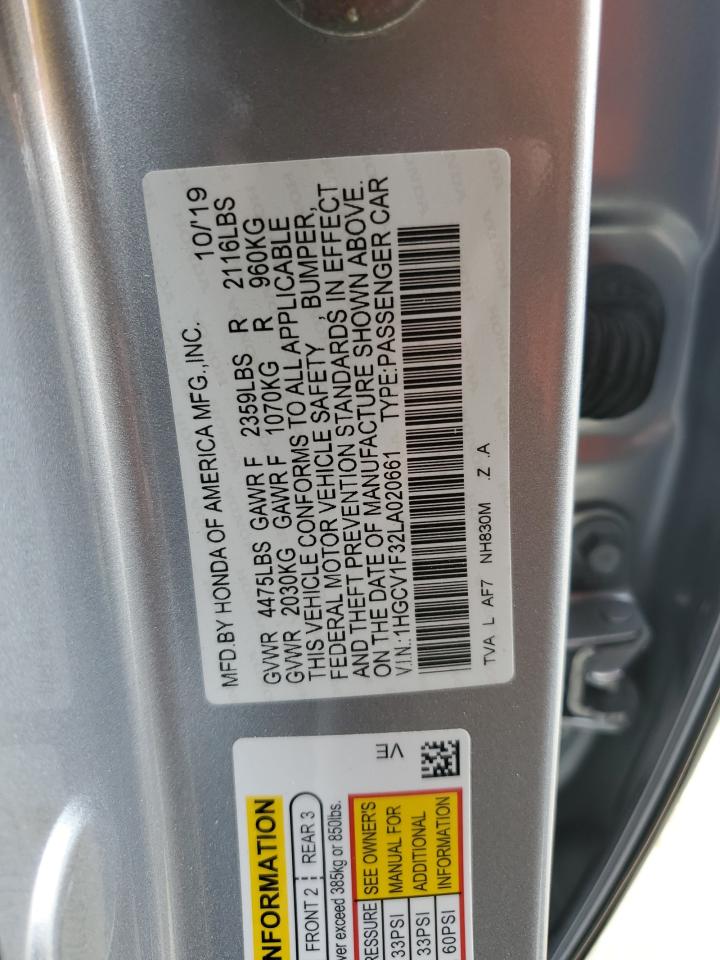 MFD.BY HONDA OF AMERICA MFG.,INC. 10/'19
GVWR 4475LBS GAWR F 2359LBS R 2116LBS
GVWR 2030KG GAWR F 1070KG R 960KG
THIS VEHICLE CONFORMS TO ALL APPLICABLE
FEDERAL MOTOR VEHICLE SAFETY , BUMPER,
AND THEFT PREVENTION STANDARDS IN EFFECT
ON THE DATE OF MANUFACTURE SHOWN ABOVE.
V.I.N.:1HGCV1F32LA020661 TYPE:PASSENGER CAR
TVA L AF7 NH830M .Z .A
NFORMATION
FRONT 2 REAR 3
ver exceed 385kg or 850lbs.
RESSURE SEE OWNER'S
33PSI MANUAL FOR
33PSI ADDITIONAL
60PSI INFORMATION